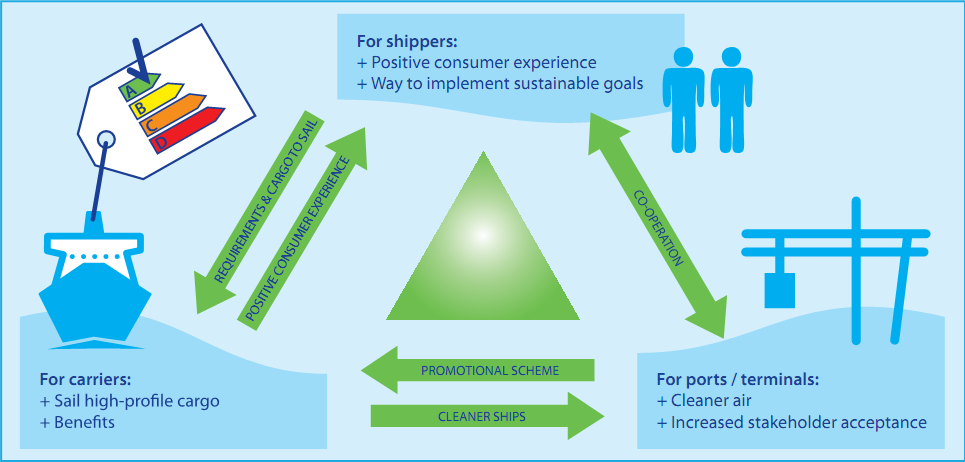 For shippers:
+ Positive consumer experience
+ Way to implement sustainable goals
A
B
C
D
REQUIREMENTS & CARGO TO SAIL
POSITIVE CONSUMER EXPERIENCE
CO-OPERATION
PROMOTIONAL SCHEME
CLEANER SHIPS
For carriers:
+ Sail high-profile cargo
+ Benefits
For ports / terminals:
+ Cleaner air
+ Increased stakeholder acceptance